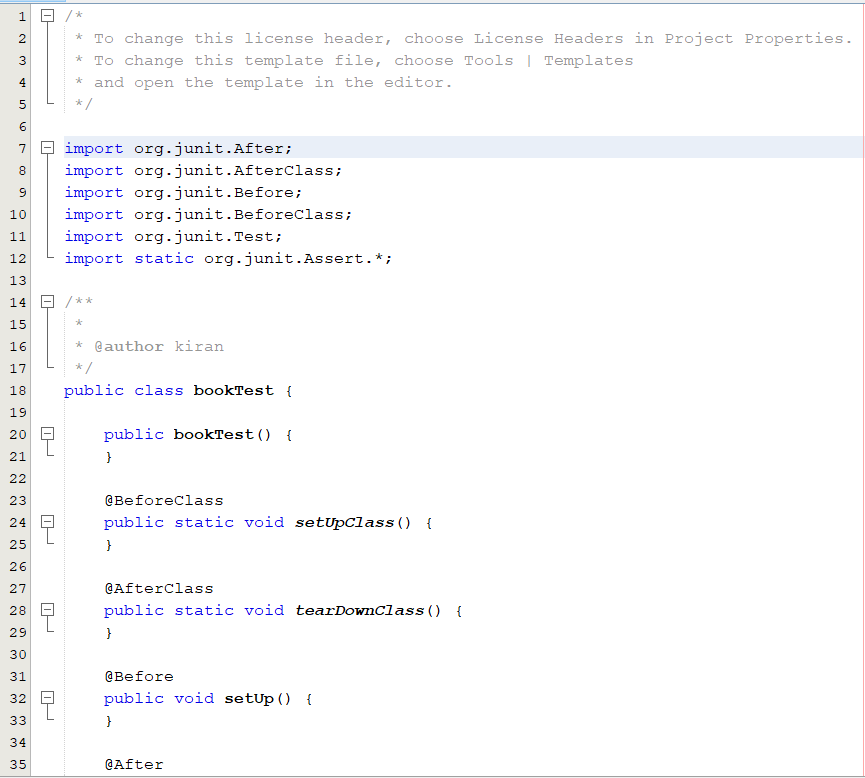 1 /*
2 * To change this license header, choose License Headers in Project Properties.
3 * To change this template file, choose Tools | Templates
4 * and open the template in the editor.
5 */
6
7 import org.junit.After;
8 import org.junit.AfterClass;
9 import org.junit.Before;
10 import org.junit.BeforeClass;
11 import org.junit.Test;
12 import static org.junit.Assert.*;
13
14 /**
15 *
16 * @author kiran
17 */
18 public class bookTest {
19
20 public bookTest() {
21 }
22
23 @BeforeClass
24 public static void setUpClass() {
25 }
26
27 @AfterClass
28 public static void tearDownClass() {
29 }
30
31 @Before
32 public void setUp() {
33 }
34
35 @After